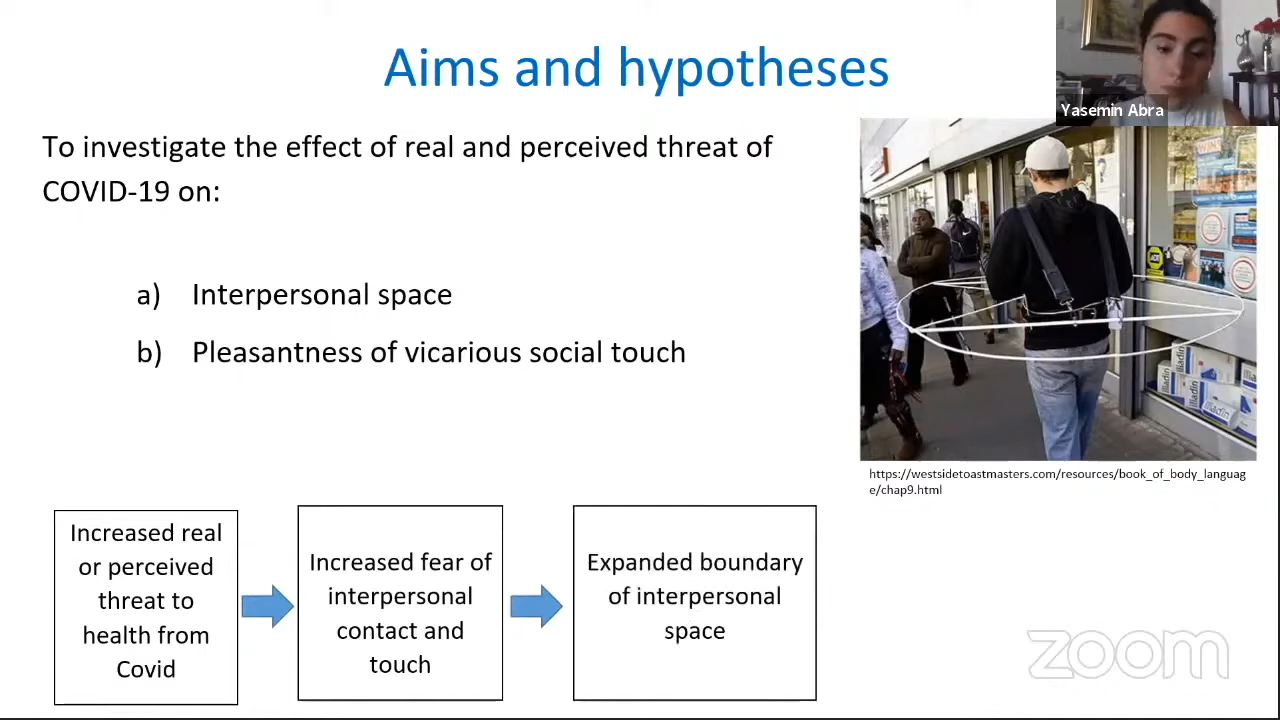 Aims and hypotheses
Yasemin Abra
To investigate the effect of real and perceived threat of
COVID-19 on:
a) Interpersonal space
b) Pleasantness of vicarious social touch
https://westsidetoastmasters.com/resources/book_of_body_languag
e/chap9.html
Increased real
or perceived
threat to
health from
Covid
Increased fear of
interpersonal
contact and
touch
Expanded boundary
of interpersonal
space
zoom